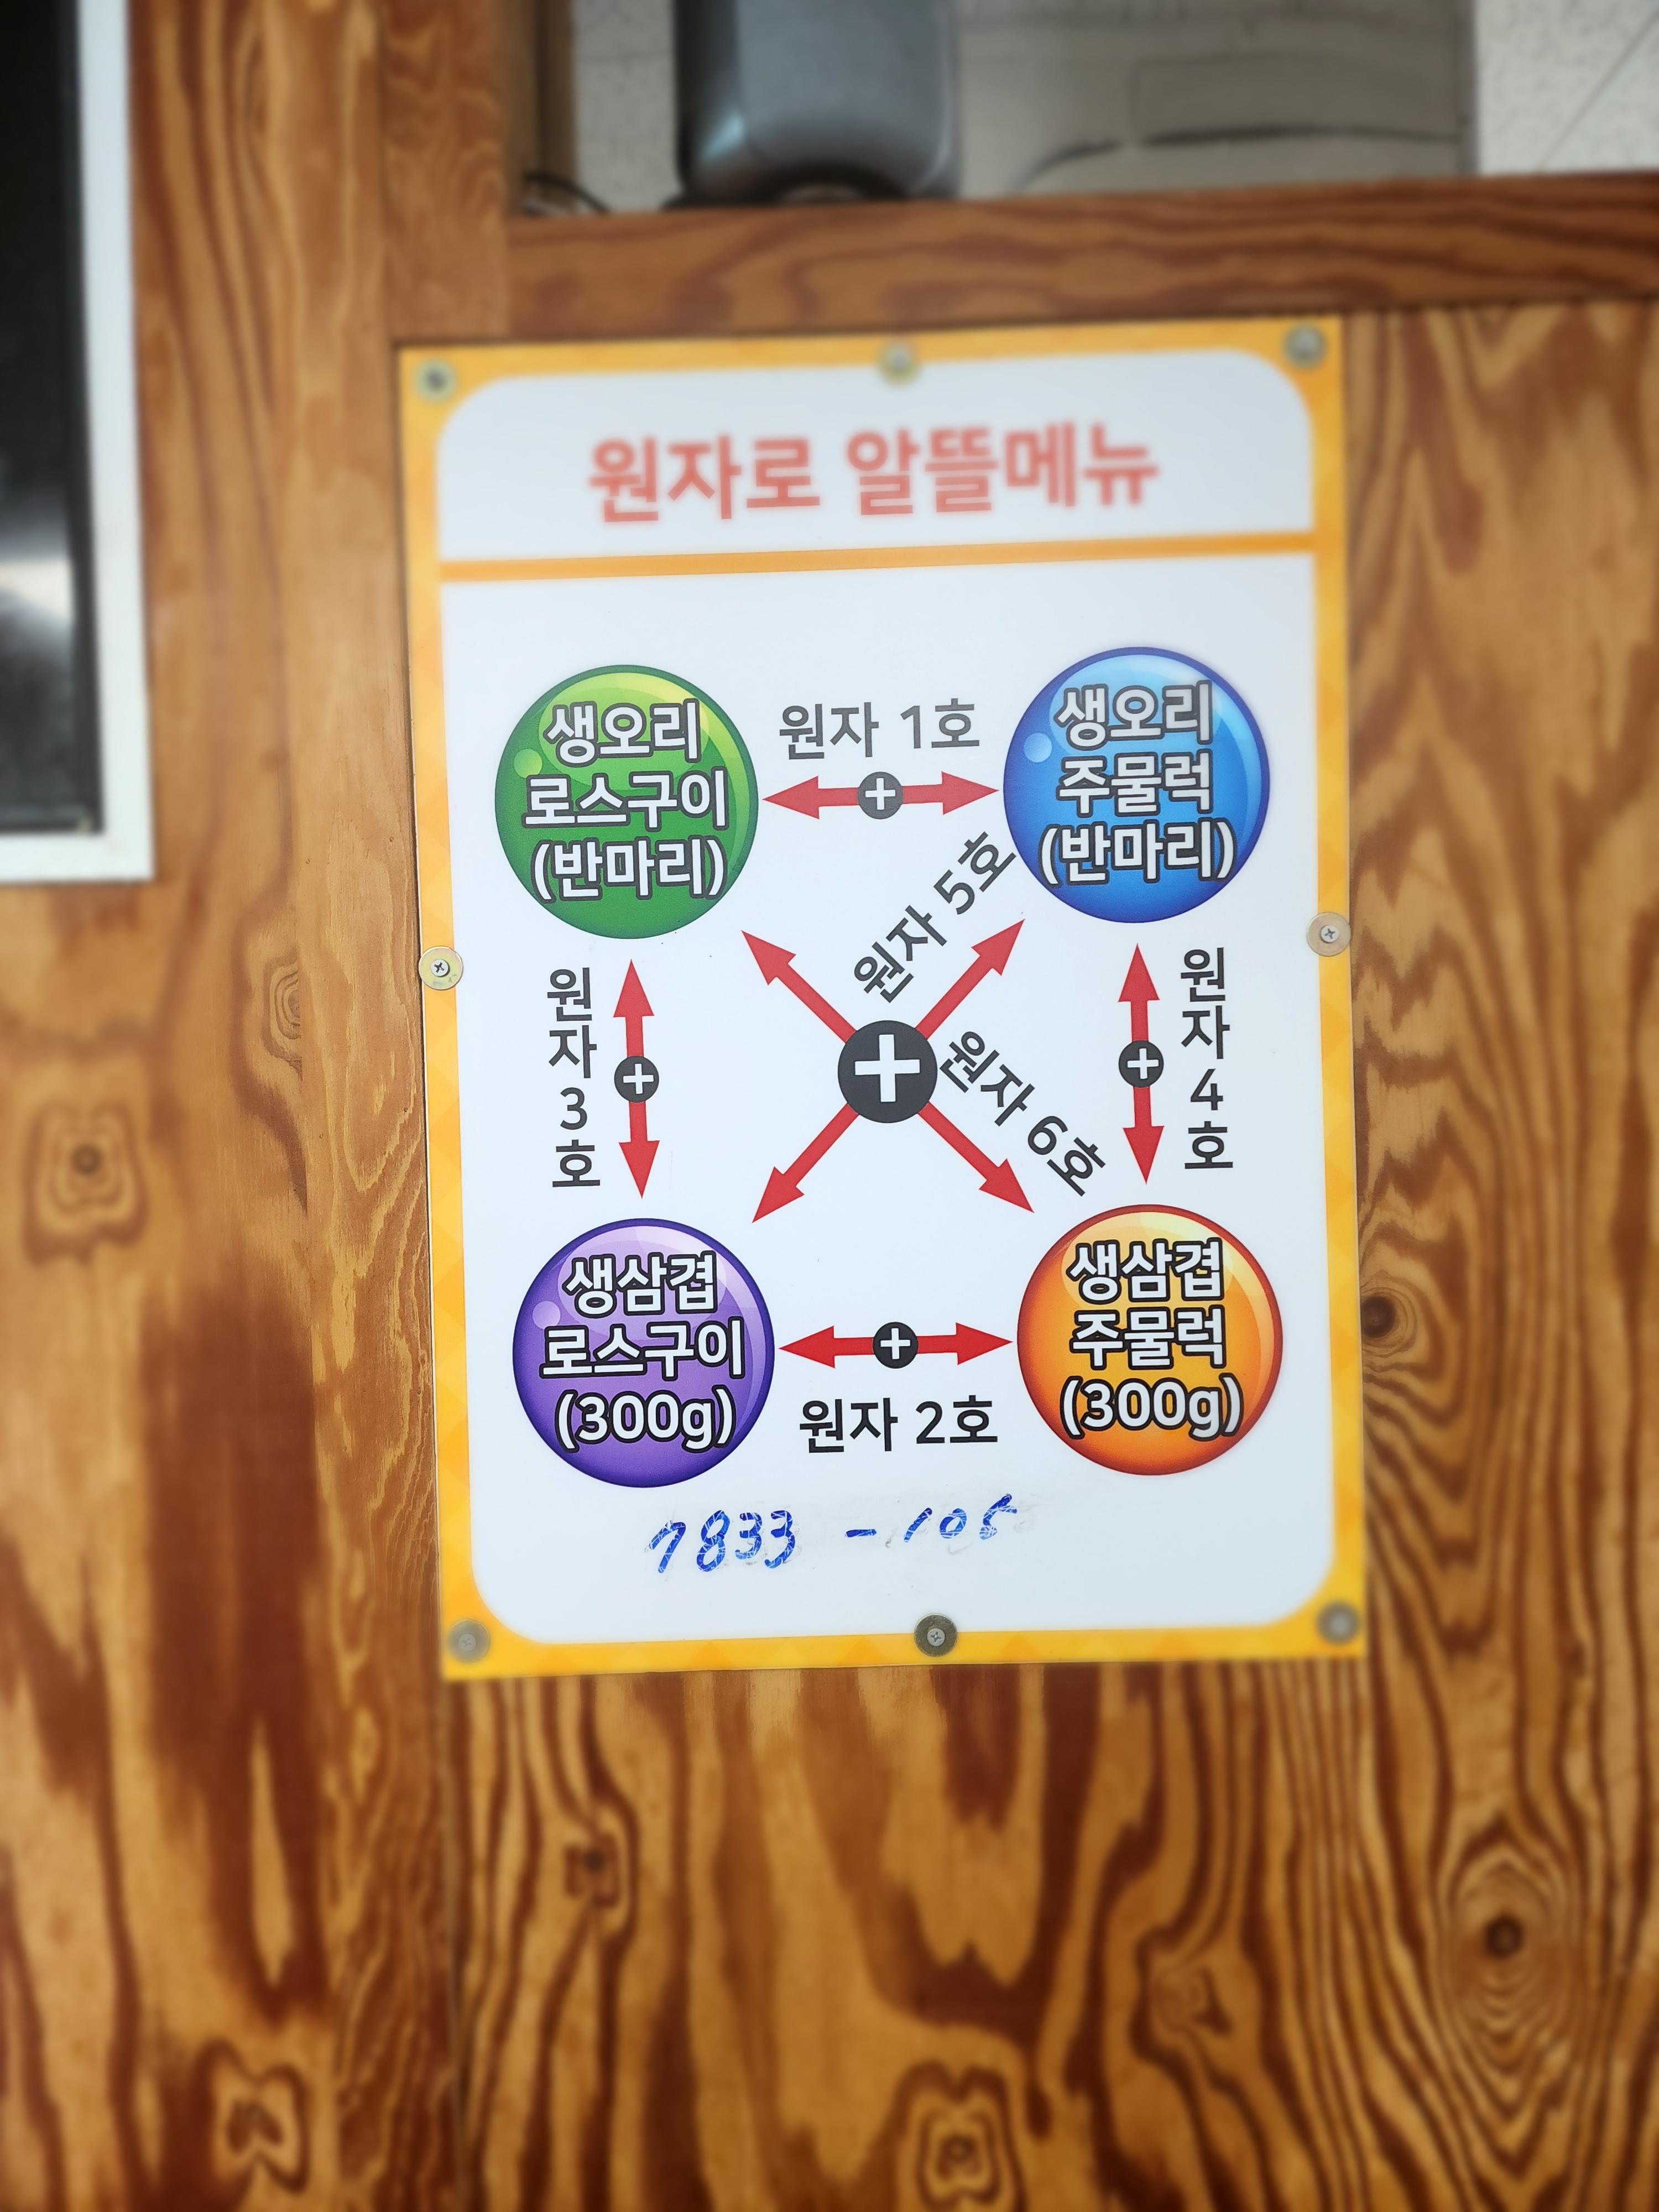 원자로 알뜰메뉴
생오리
로스구이
(반마리)
원자 1호
생오리
주물럭
(반마리)
원자 5호
원자 3호
원자 6호
원자 4호
생삼겹
로스구이
(300g)
원자 2호
생삼겹
주물럭
(300g)
1833 - 105